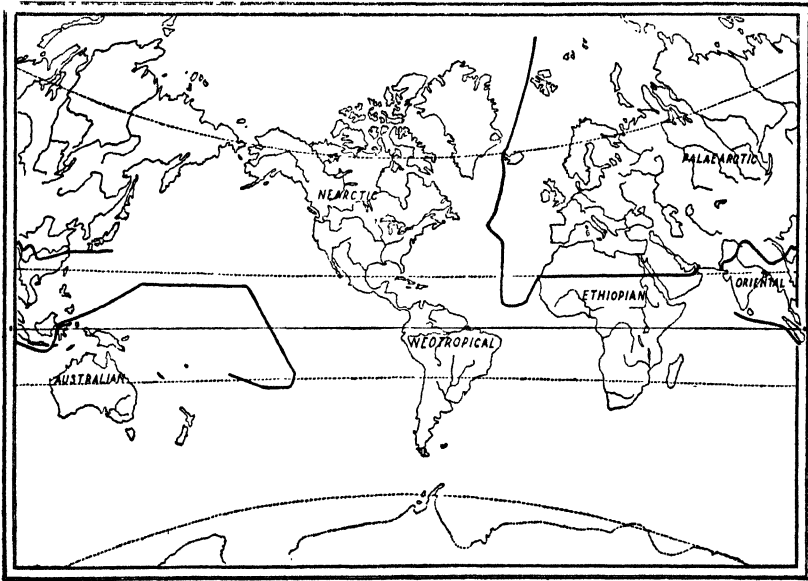 PALAEARCTIC
NEARCTIC
ORIENTAL
ETHIOPIAN
NEOTROPICAL
AUSTRALIAN